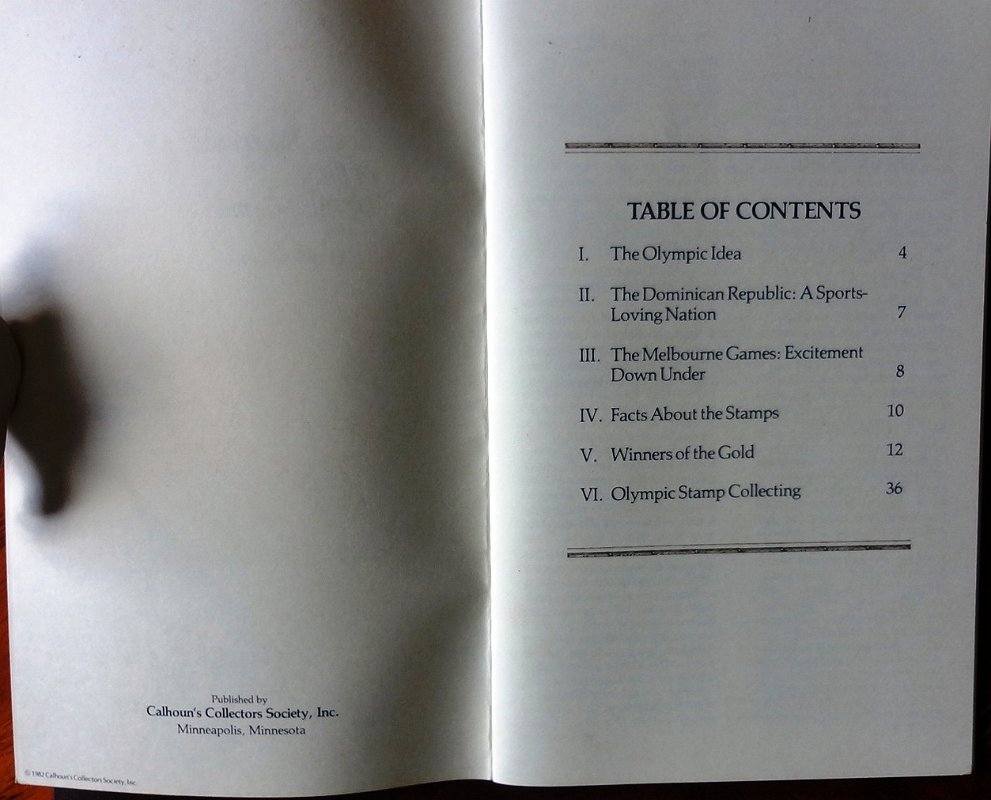 Published by
Calhoun's Collectors Society, Inc.
Minneapolis, Minnesota
© 1982 Calhoun's Collectors Society, Inc.
TABLE OF CONTENTS
I. The Olympic Idea 4
II. The Dominican Republic: A Sports-
Loving Nation 7
III. The Melbourne Games: Excitement
Down Under 8
IV. Facts About the Stamps 10
V. Winners of the Gold 12
VI. Olympic Stamp Collecting 36